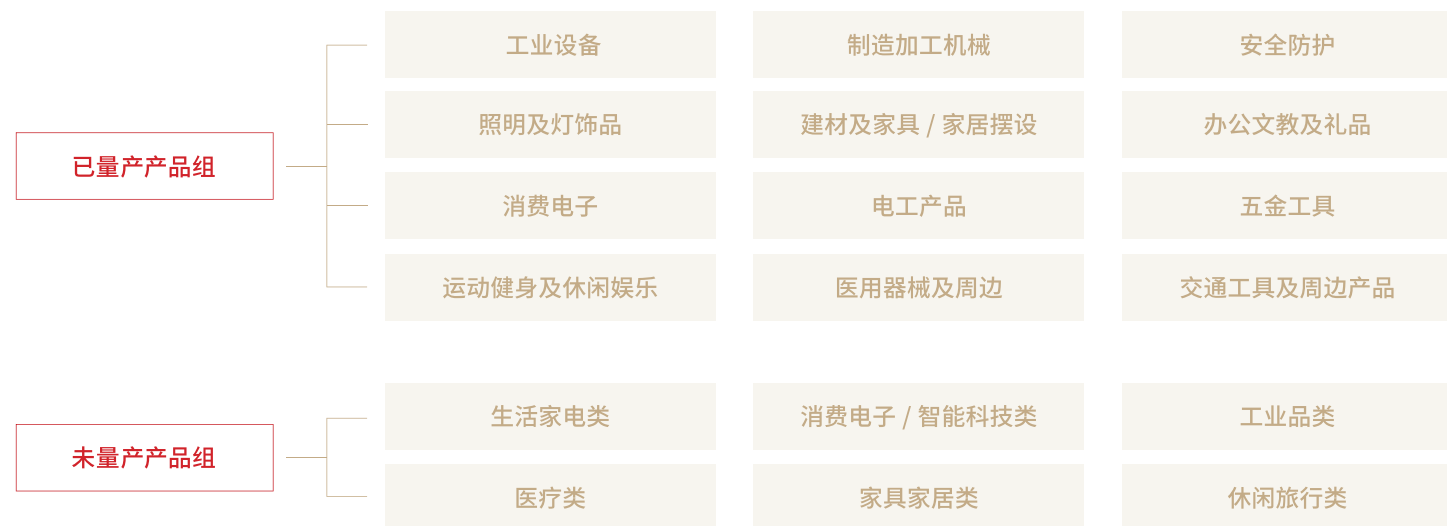 已量产产品组
工业设备
制造加工机械
安全防护
照明及灯饰品
建材及家具 / 家居摆设
办公文教及礼品
消费电子
电工产品
五金工具
运动健身及休闲娱乐
医用器械及周边
交通工具及周边产品
未量产产品组
生活家电类
消费电子 / 智能科技类
工业品类
医疗类
家具家居类
休闲旅行类